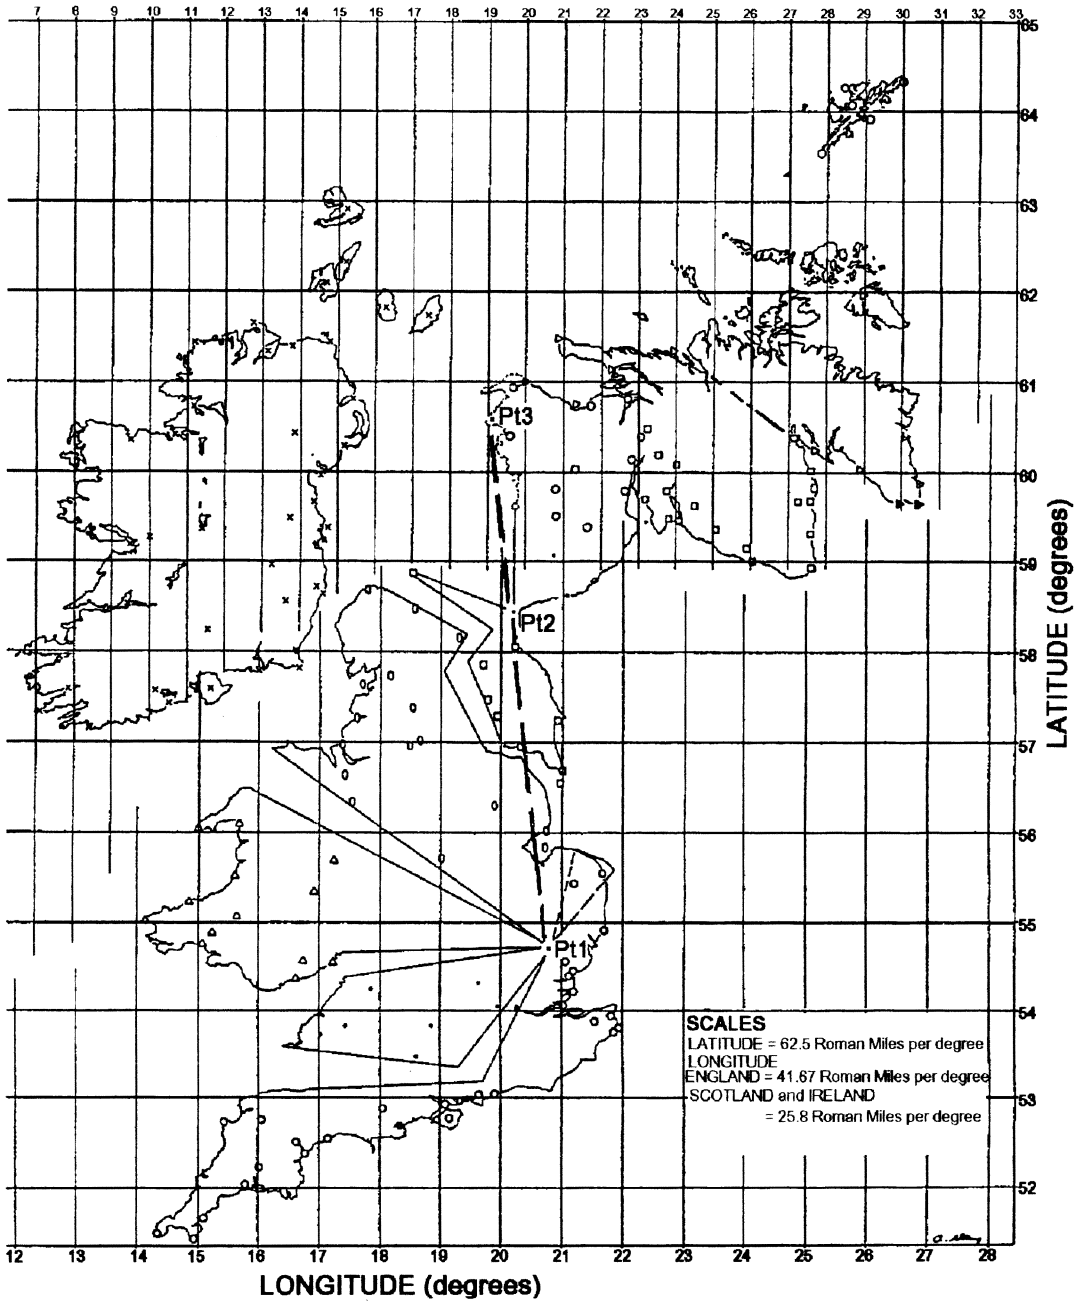 7 8 9 10 11 12 13 14 15 16 17 18 19 20 21 22 23 24 25 26 27 28 29 30 31 32 33
65
64
63
62
61
Pt3
60
59
Pt2
58
57
56
55
Pt1
54
53
52
LATITUDE (degrees)
SCALES
LATITUDE = 62.5 Roman Miles per degree
LONGITUDE
ENGLAND = 41.67 Roman Miles per degree
SCOTLAND and IRELAND
= 25.8 Roman Miles per degree
12 13 14 15 16 17 18 19 20 21 22 23 24 25 26 27 28
LONGITUDE (degrees)